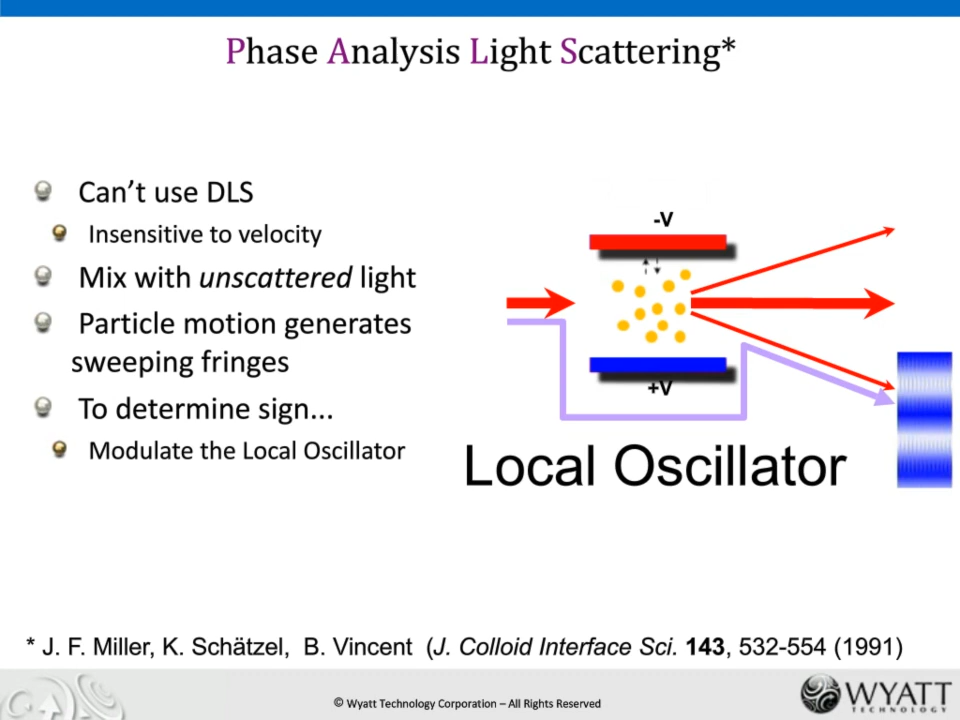 Phase Analysis Light Scattering*
Can’t use DLS
Insensitive to velocity
Mix with unscattered light
Particle motion generates
sweeping fringes
To determine sign...
Modulate the Local Oscillator
-V
+V
Local Oscillator
* J. F. Miller, K. Schätzel, B. Vincent (J. Colloid Interface Sci. 143, 532-554 (1991)
© Wyatt Technology Corporation – All Rights Reserved
WYATT
TECHNOLOGY